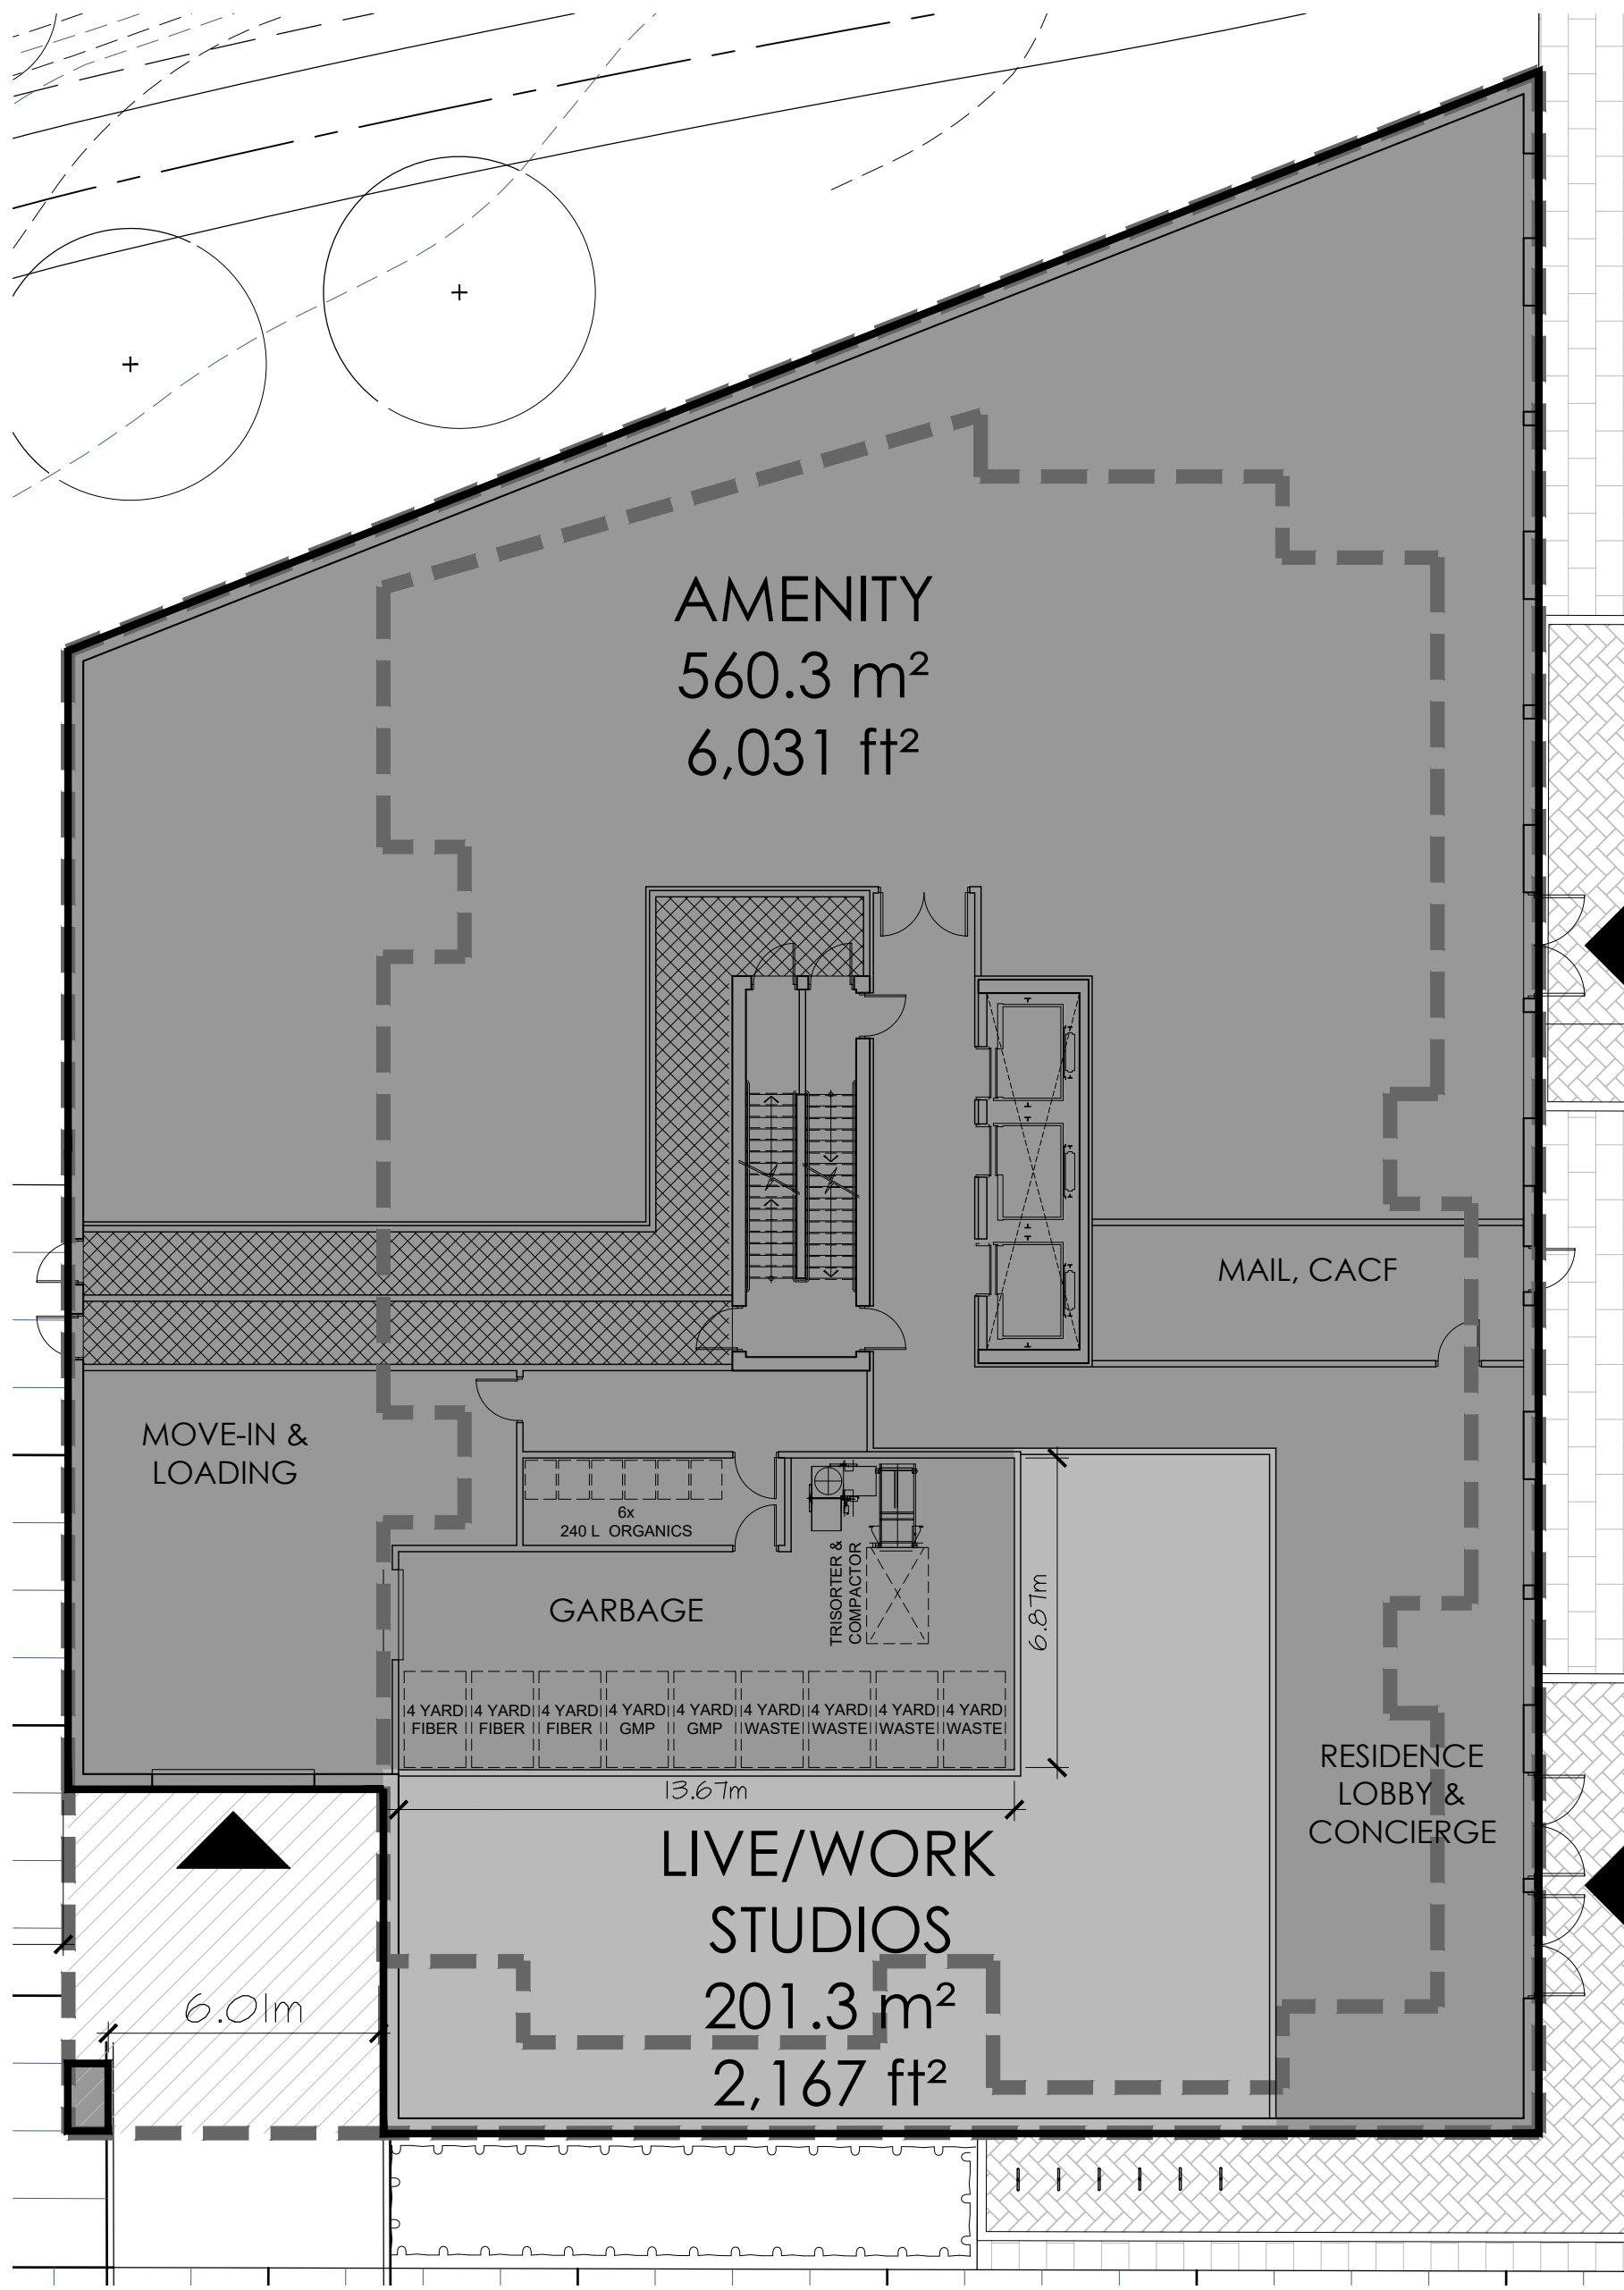 AMENITY
560.3 m²
6,031 ft²
MAIL, CACF
MOVE-IN &
LOADING
6x
240 L ORGANICS
TRISORTER &
COMPACTOR
GARBAGE
6.87m
4 YARD
FIBER
4 YARD
FIBER
4 YARD
FIBER
4 YARD
GMP
4 YARD
GMP
4 YARD
WASTE
4 YARD
WASTE
4 YARD
WASTE
4 YARD
WASTE
13.67m
RESIDENCE
LOBBY &
CONCIERGE
LIVE/WORK
STUDIOS
201.3 m²
2,167 ft²
6.01m